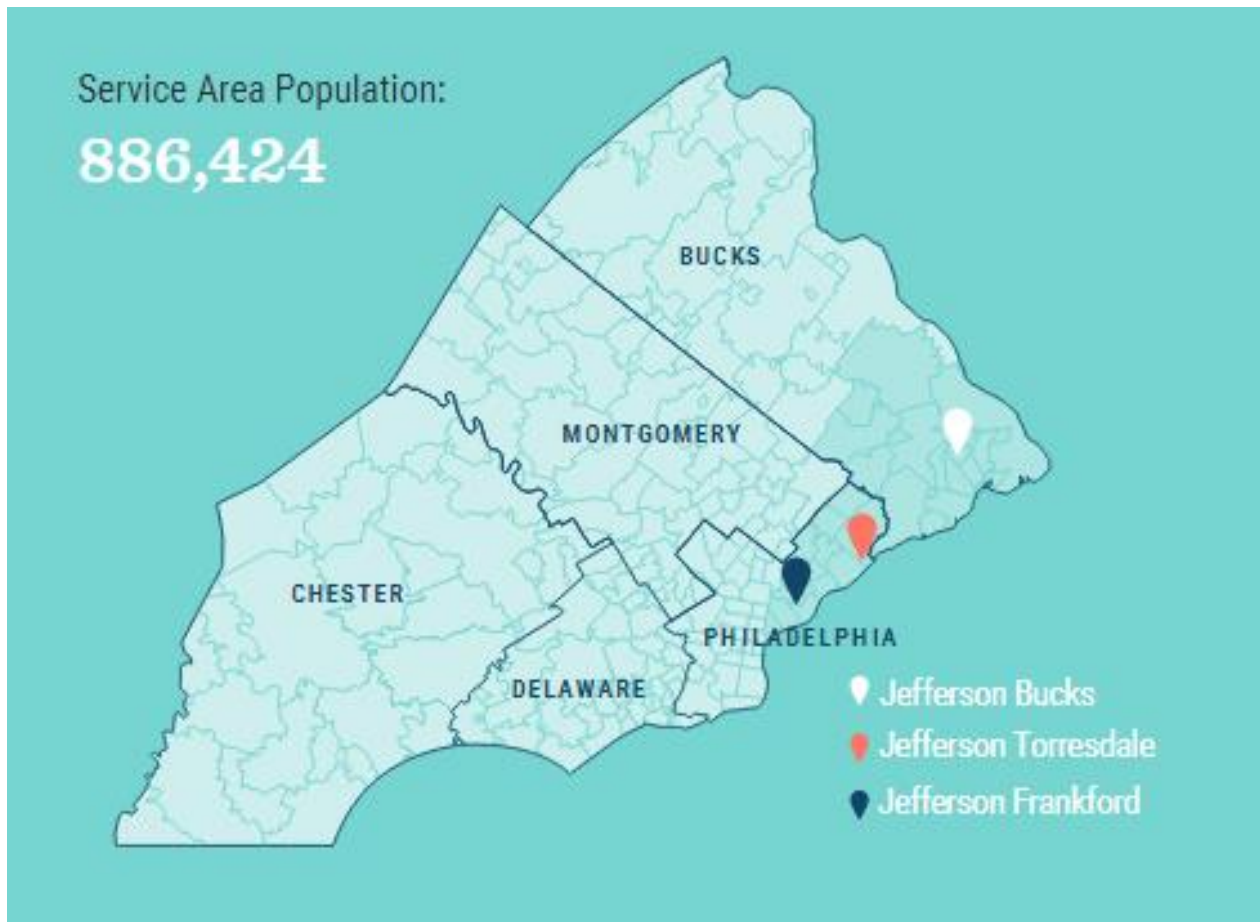 Service Area Population:
886,424
BUCKS
MONTGOMERY
CHESTER
PHILADELPHIA
DELAWARE
Jefferson Bucks
Jefferson Torresdale
Jefferson Frankford